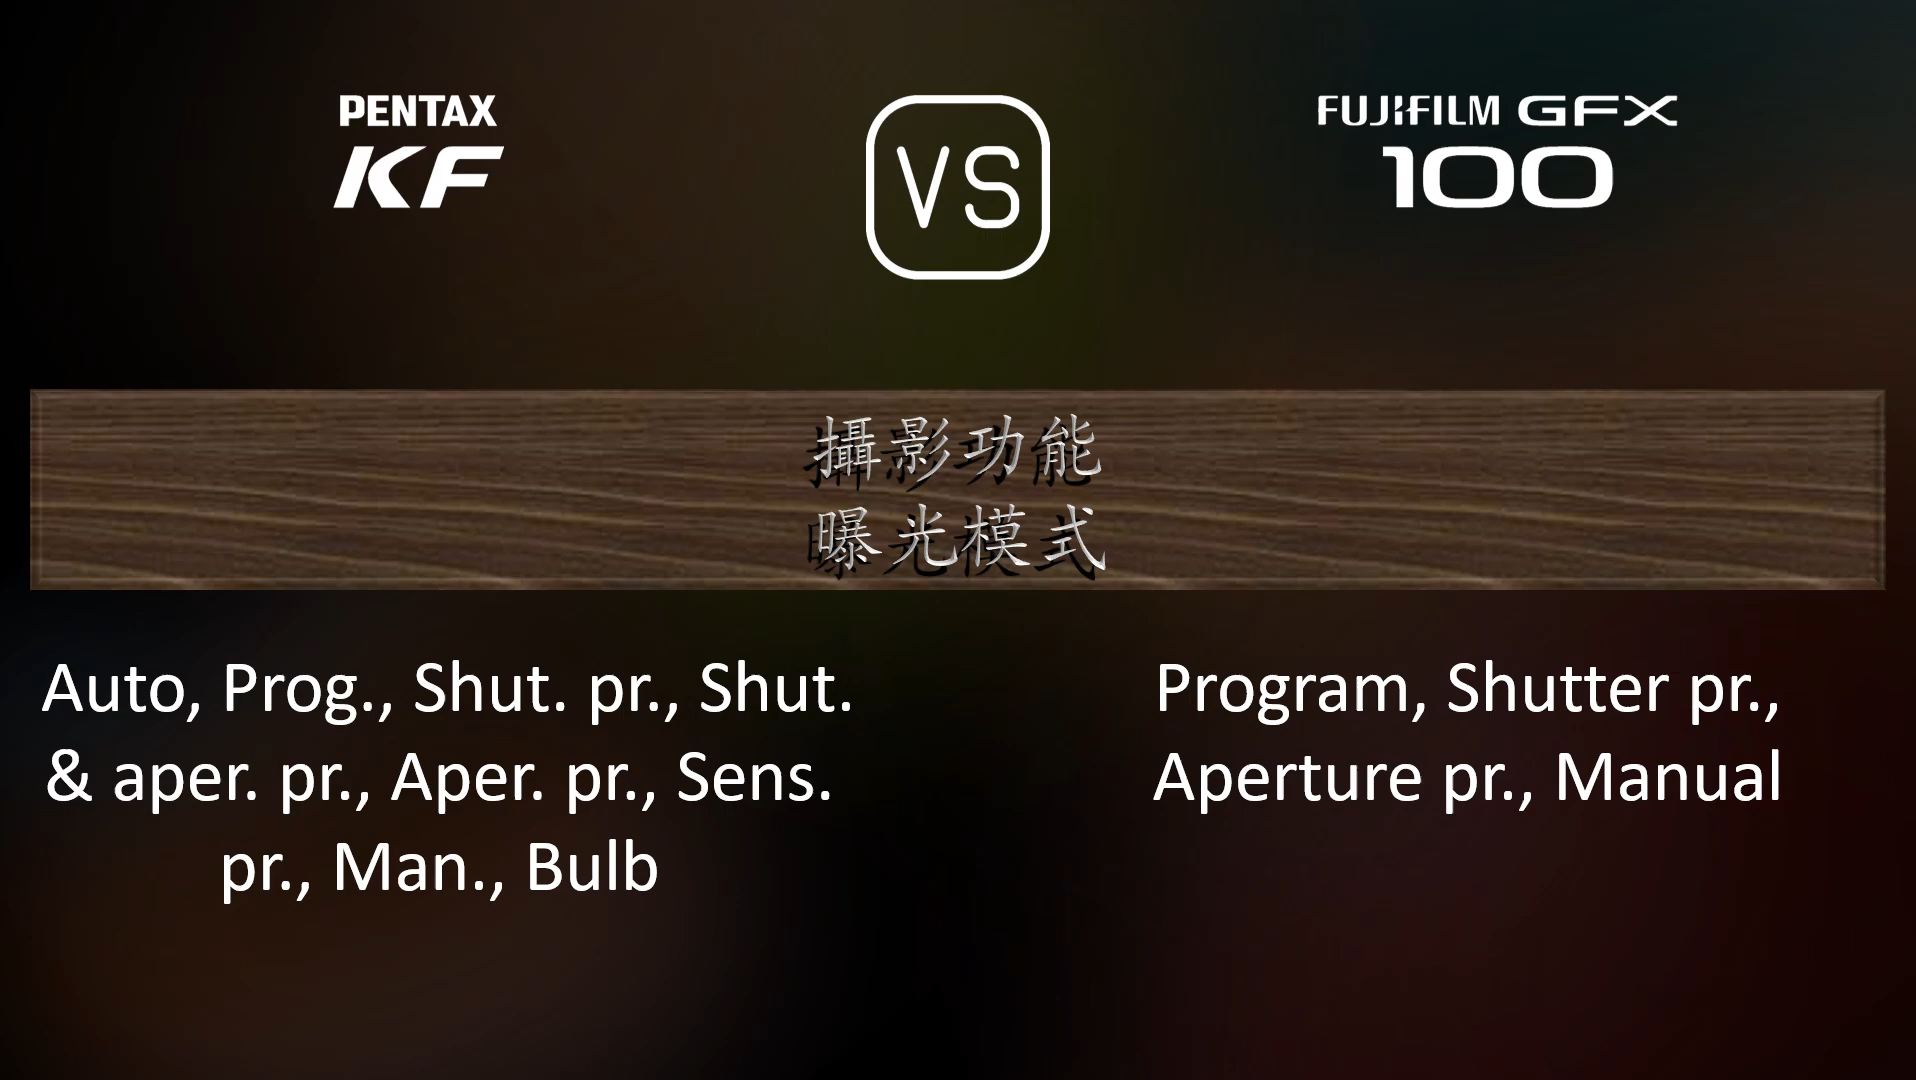 PENTAX
KF
VS
FUJIFILM GFX
100
攝影功能
曝光模式
Auto, Prog., Shut. pr., Shut.
& aper. pr., Aper. pr., Sens.
pr., Man., Bulb
Program, Shutter pr.,
Aperture pr., Manual